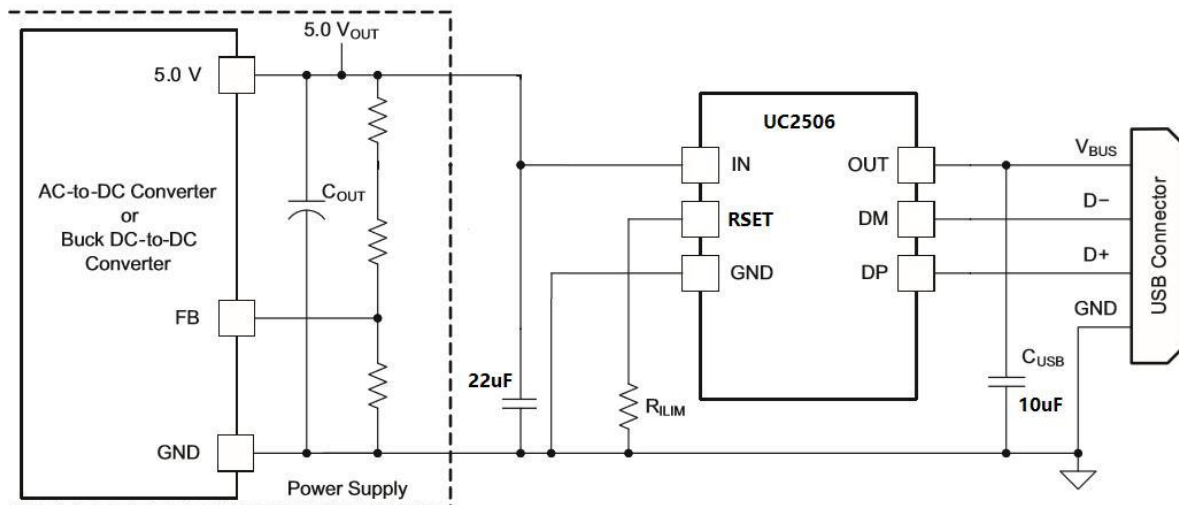 5.0 VOUT
5.0 V
AC-to-DC Converter
or
Buck DC-to-DC
Converter
COUT
FB
GND
Power Supply
22uF
RILIM
UC2506
IN
RSET
GND
OUT
DM
DP
VBUS
D−
D+
GND
CUSB
10uF
USB Connector